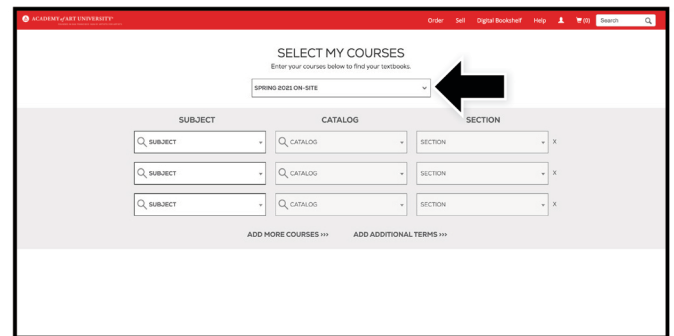 ACADEMY of ART UNIVERSITY
Order Sell Digital Bookshelf Help (0) Search
SELECT MY COURSES
Enter your courses below to find your textbooks.
SPRING 2021 ON-SITE
SUBJECT CATALOG SECTION
SUBJECT CATALOG SECTION X
SUBJECT CATALOG SECTION X
SUBJECT CATALOG SECTION X
ADD MORE COURSES >>> ADD ADDITIONAL TERMS >>>